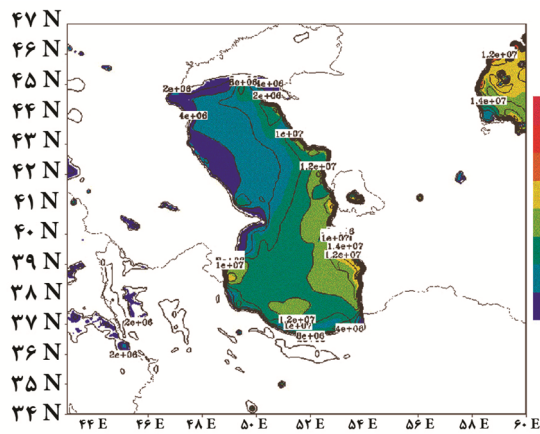 ۴۷ N
۴۶ N
۴۵ N
۴۴ N
۴۳ N
۴۲ N
۴۱ N
۴۰ N
۳۹ N
۳۸ N
۳۷ N
۳۶ N
۳۵ N
۳۴ N
۴۴ E ۴۶ E ۴۸ E ۵۰ E ۵۲ E ۵۴ E ۵۶ E ۵۸ E ۶۰ E
1.2e+07
1.4e+07
2e+06
4e+06
2e+06
1e+07
1.2e+07
1e+07
1.4e+07
1.2e+07
1e+07
1.2e+07
1e+07
8e+06
4e+06
2e+06
2e+06